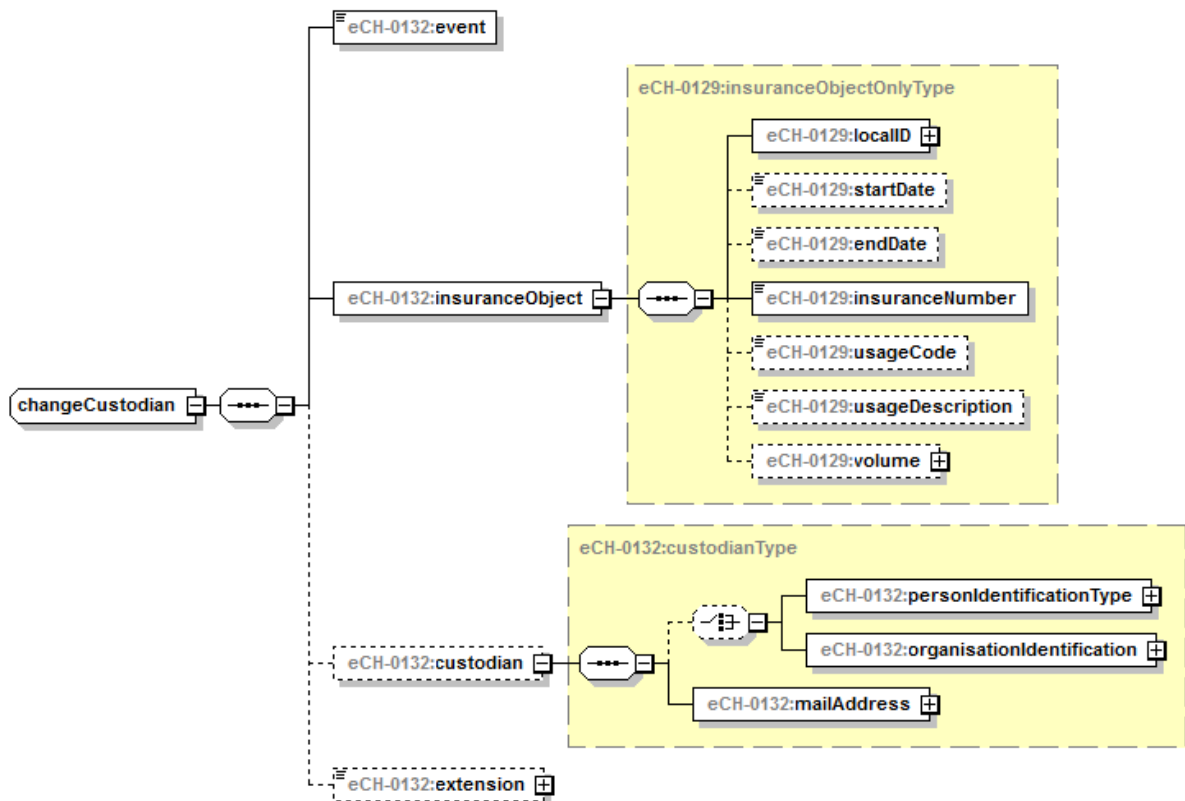 eCH-0132:event
eCH-0129:insuranceObjectOnlyType
eCH-0129:localID
eCH-0129:startDate
eCH-0129:endDate
eCH-0132:insuranceObject
eCH-0129:insuranceNumber
eCH-0129:usageCode
changeCustodian
eCH-0129:usageDescription
eCH-0129:volume
eCH-0132:custodianType
eCH-0132:personIdentificationType
eCH-0132:organisationIdentification
eCH-0132:custodian
eCH-0132:mailAddress
eCH-0132:extension